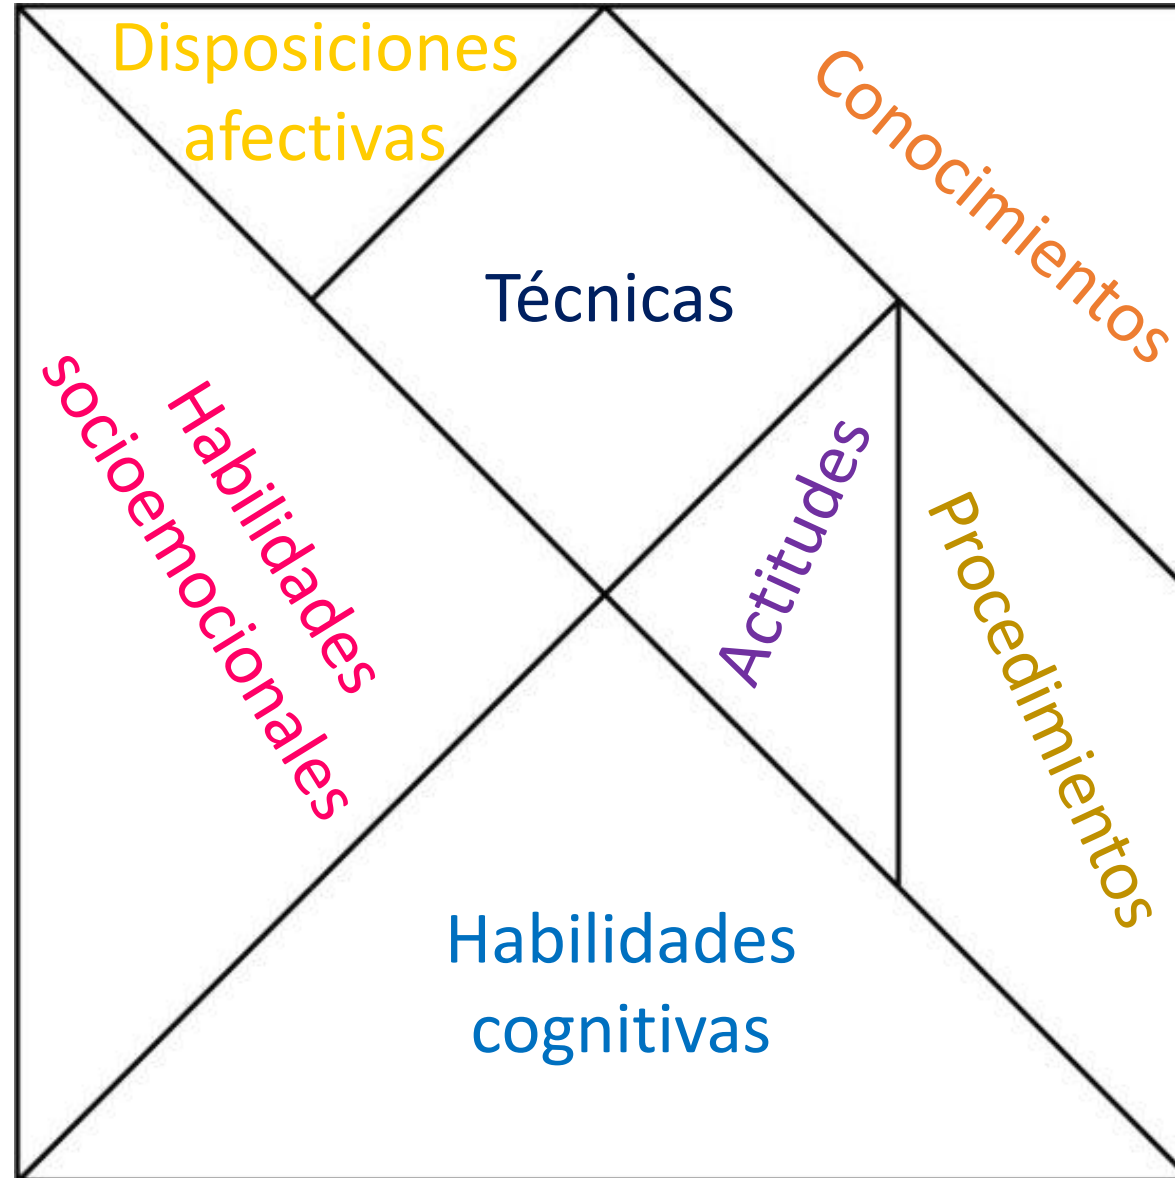 Disposiciones
afectivas
Conocimientos
Técnicas
Habilidades
socioemocionales
Actitudes
Procedimientos
Habilidades
cognitivas